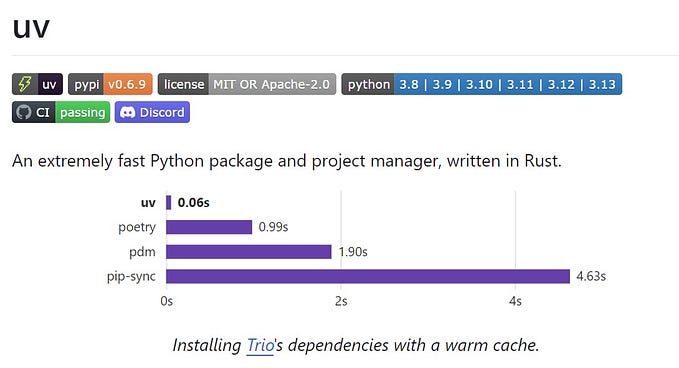 uv
uv pypi v0.6.9 license MIT OR Apache-2.0 python 3.8 | 3.9 | 3.10 | 3.11 | 3.12 | 3.13
CI passing Discord
An extremely fast Python package and project manager, written in Rust.
uv 0.06s
poetry 0.99s
pdm 1.90s
pip-sync 4.63s
0s 2s 4s
Installing Trio's dependencies with a warm cache.